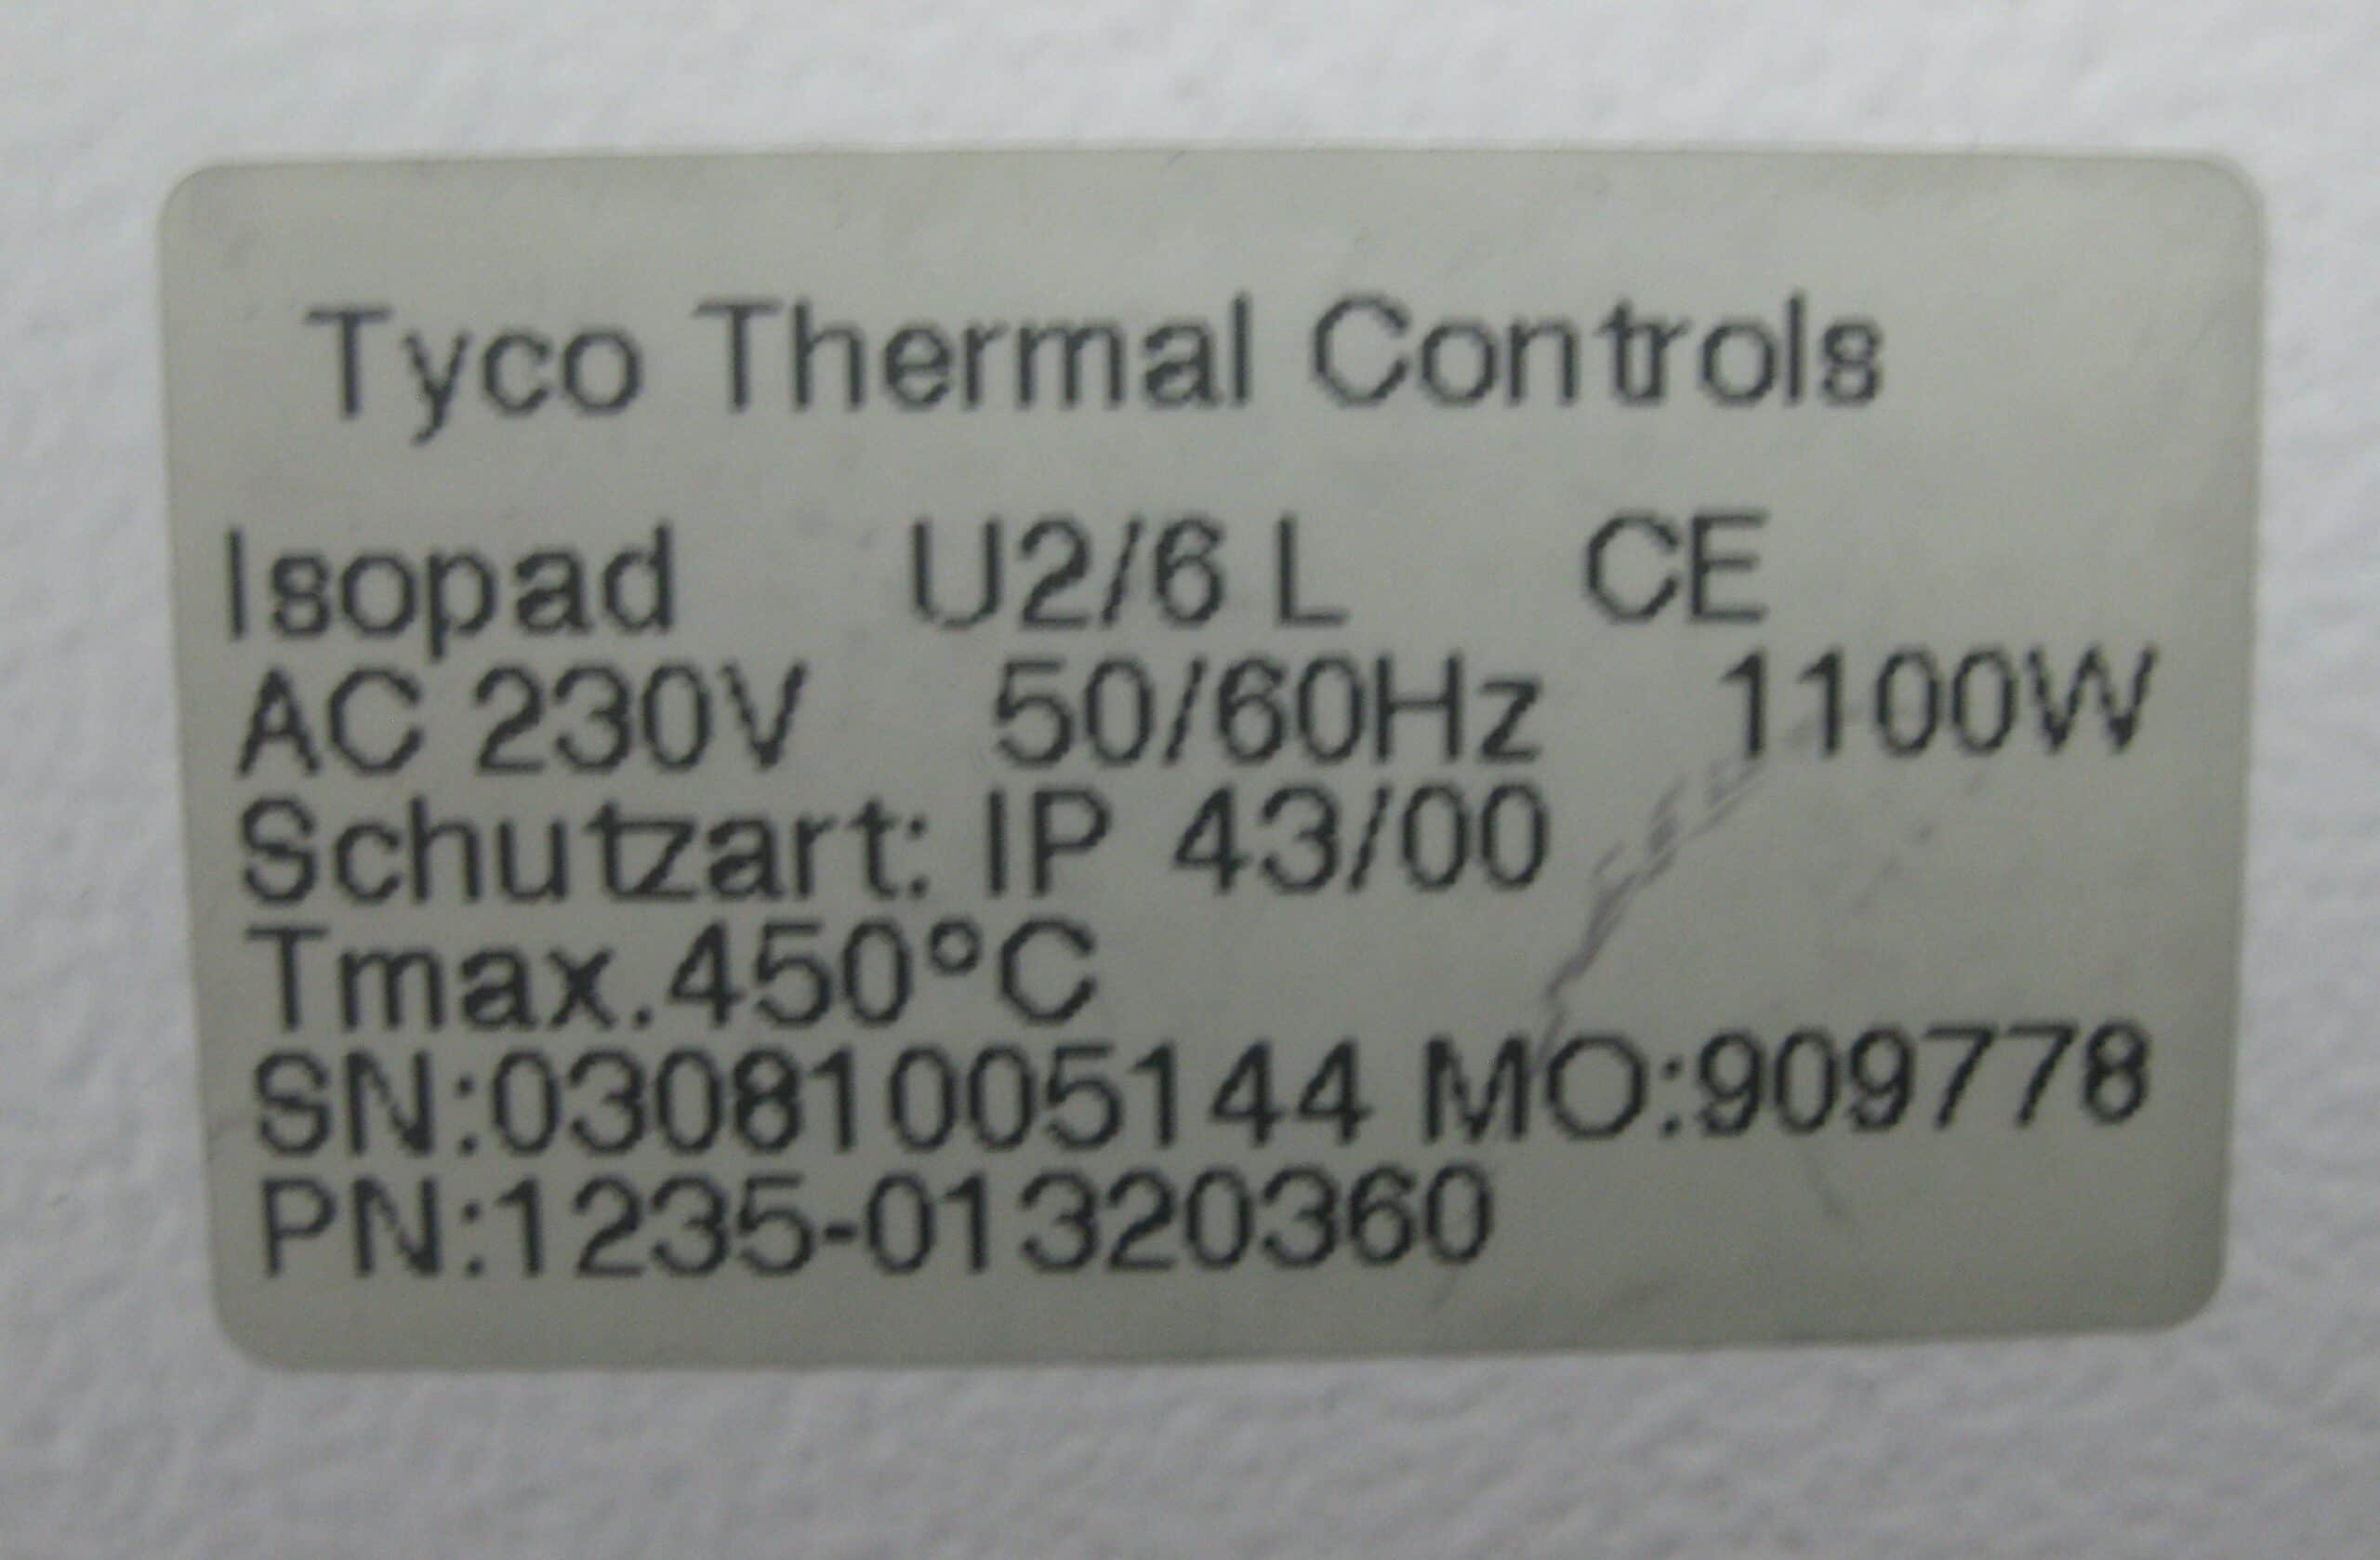 Tyco Thermal Controls
Isopad U2/6 L CE
AC 230V 50/60Hz 1100W
Schutzart: IP 43/00
Tmax.450°C
SN:03081005144 MO:909778
PN:1235-01320360